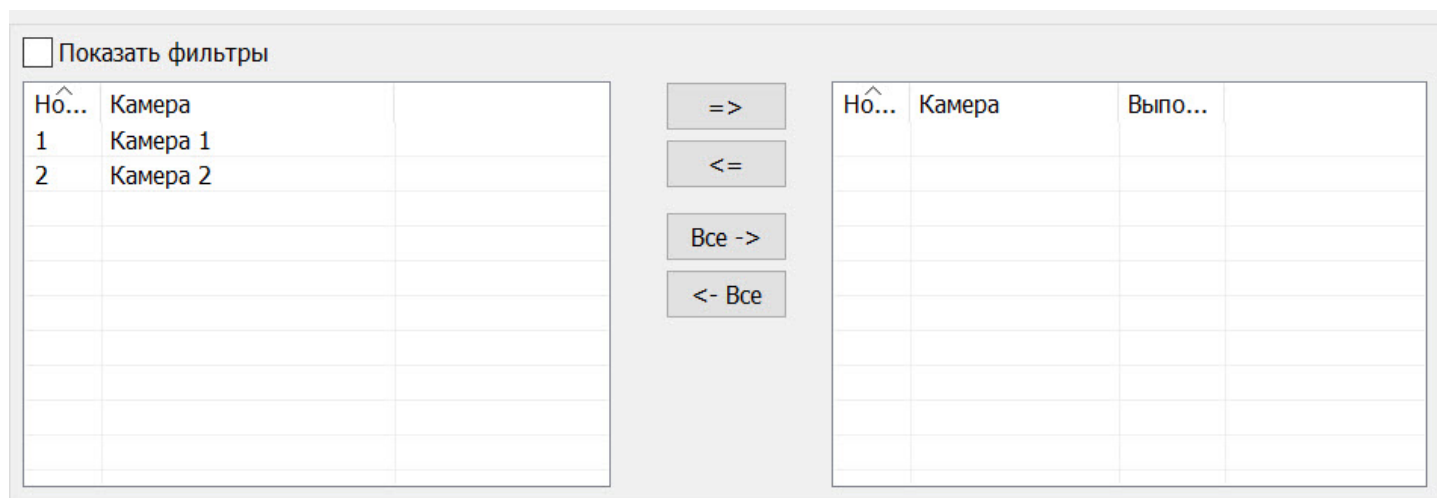 Показать фильтры
Но... Камера
1 Камера 1
2 Камера 2
=>
<=
Все ->
<- Все
Но... Камера Выпо...